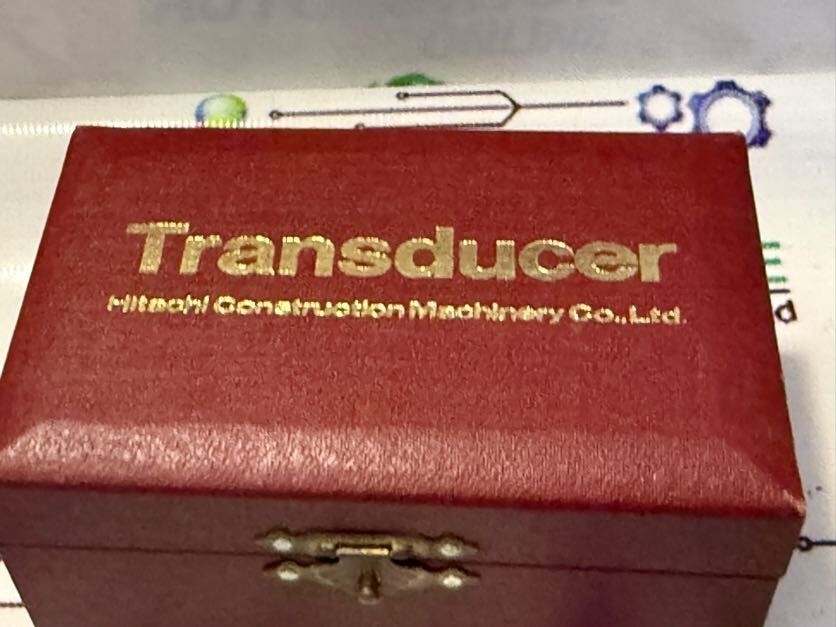 Transducer
Hitachi Construction Machinery Co., Ltd.